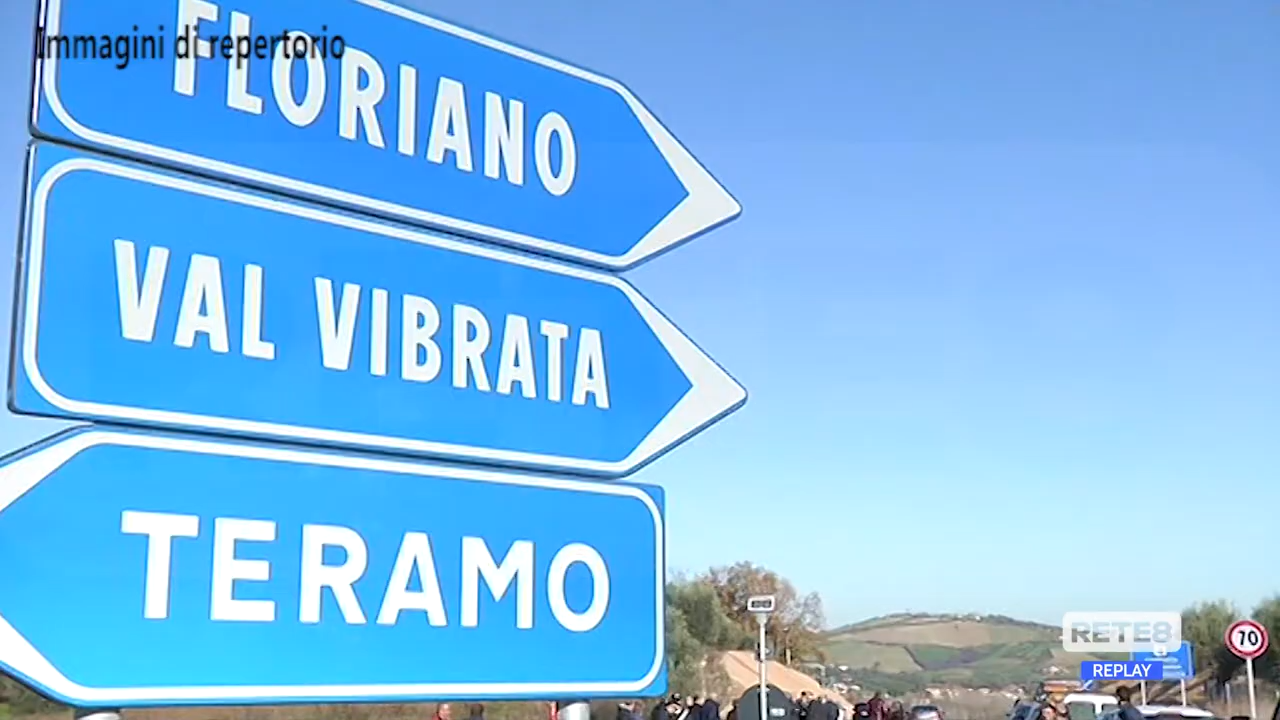 Immagini di repertorio
FLORIANO
VAL VIBRATA
TERAMO
RETE8
REPLAY
70